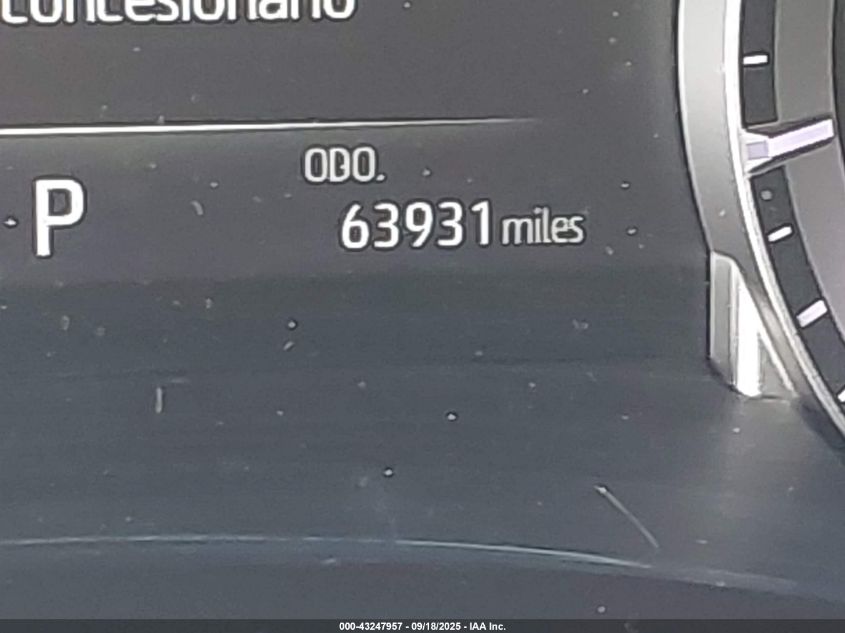 concesionario
ODO.
P 63931 miles
000-43247957 - 09/18/2025 - IAA Inc.